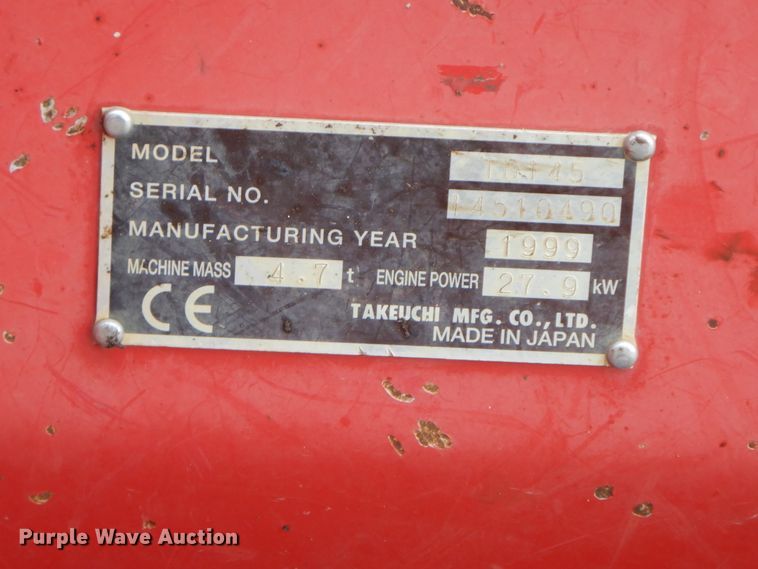 MODEL TB145
SERIAL NO. 14510490
MANUFACTURING YEAR 1999
MACHINE MASS 4.7 t ENGINE POWER 27.9 kW
CE TAKEUCHI MFG. CO., LTD.
MADE IN JAPAN
Purple Wave Auction